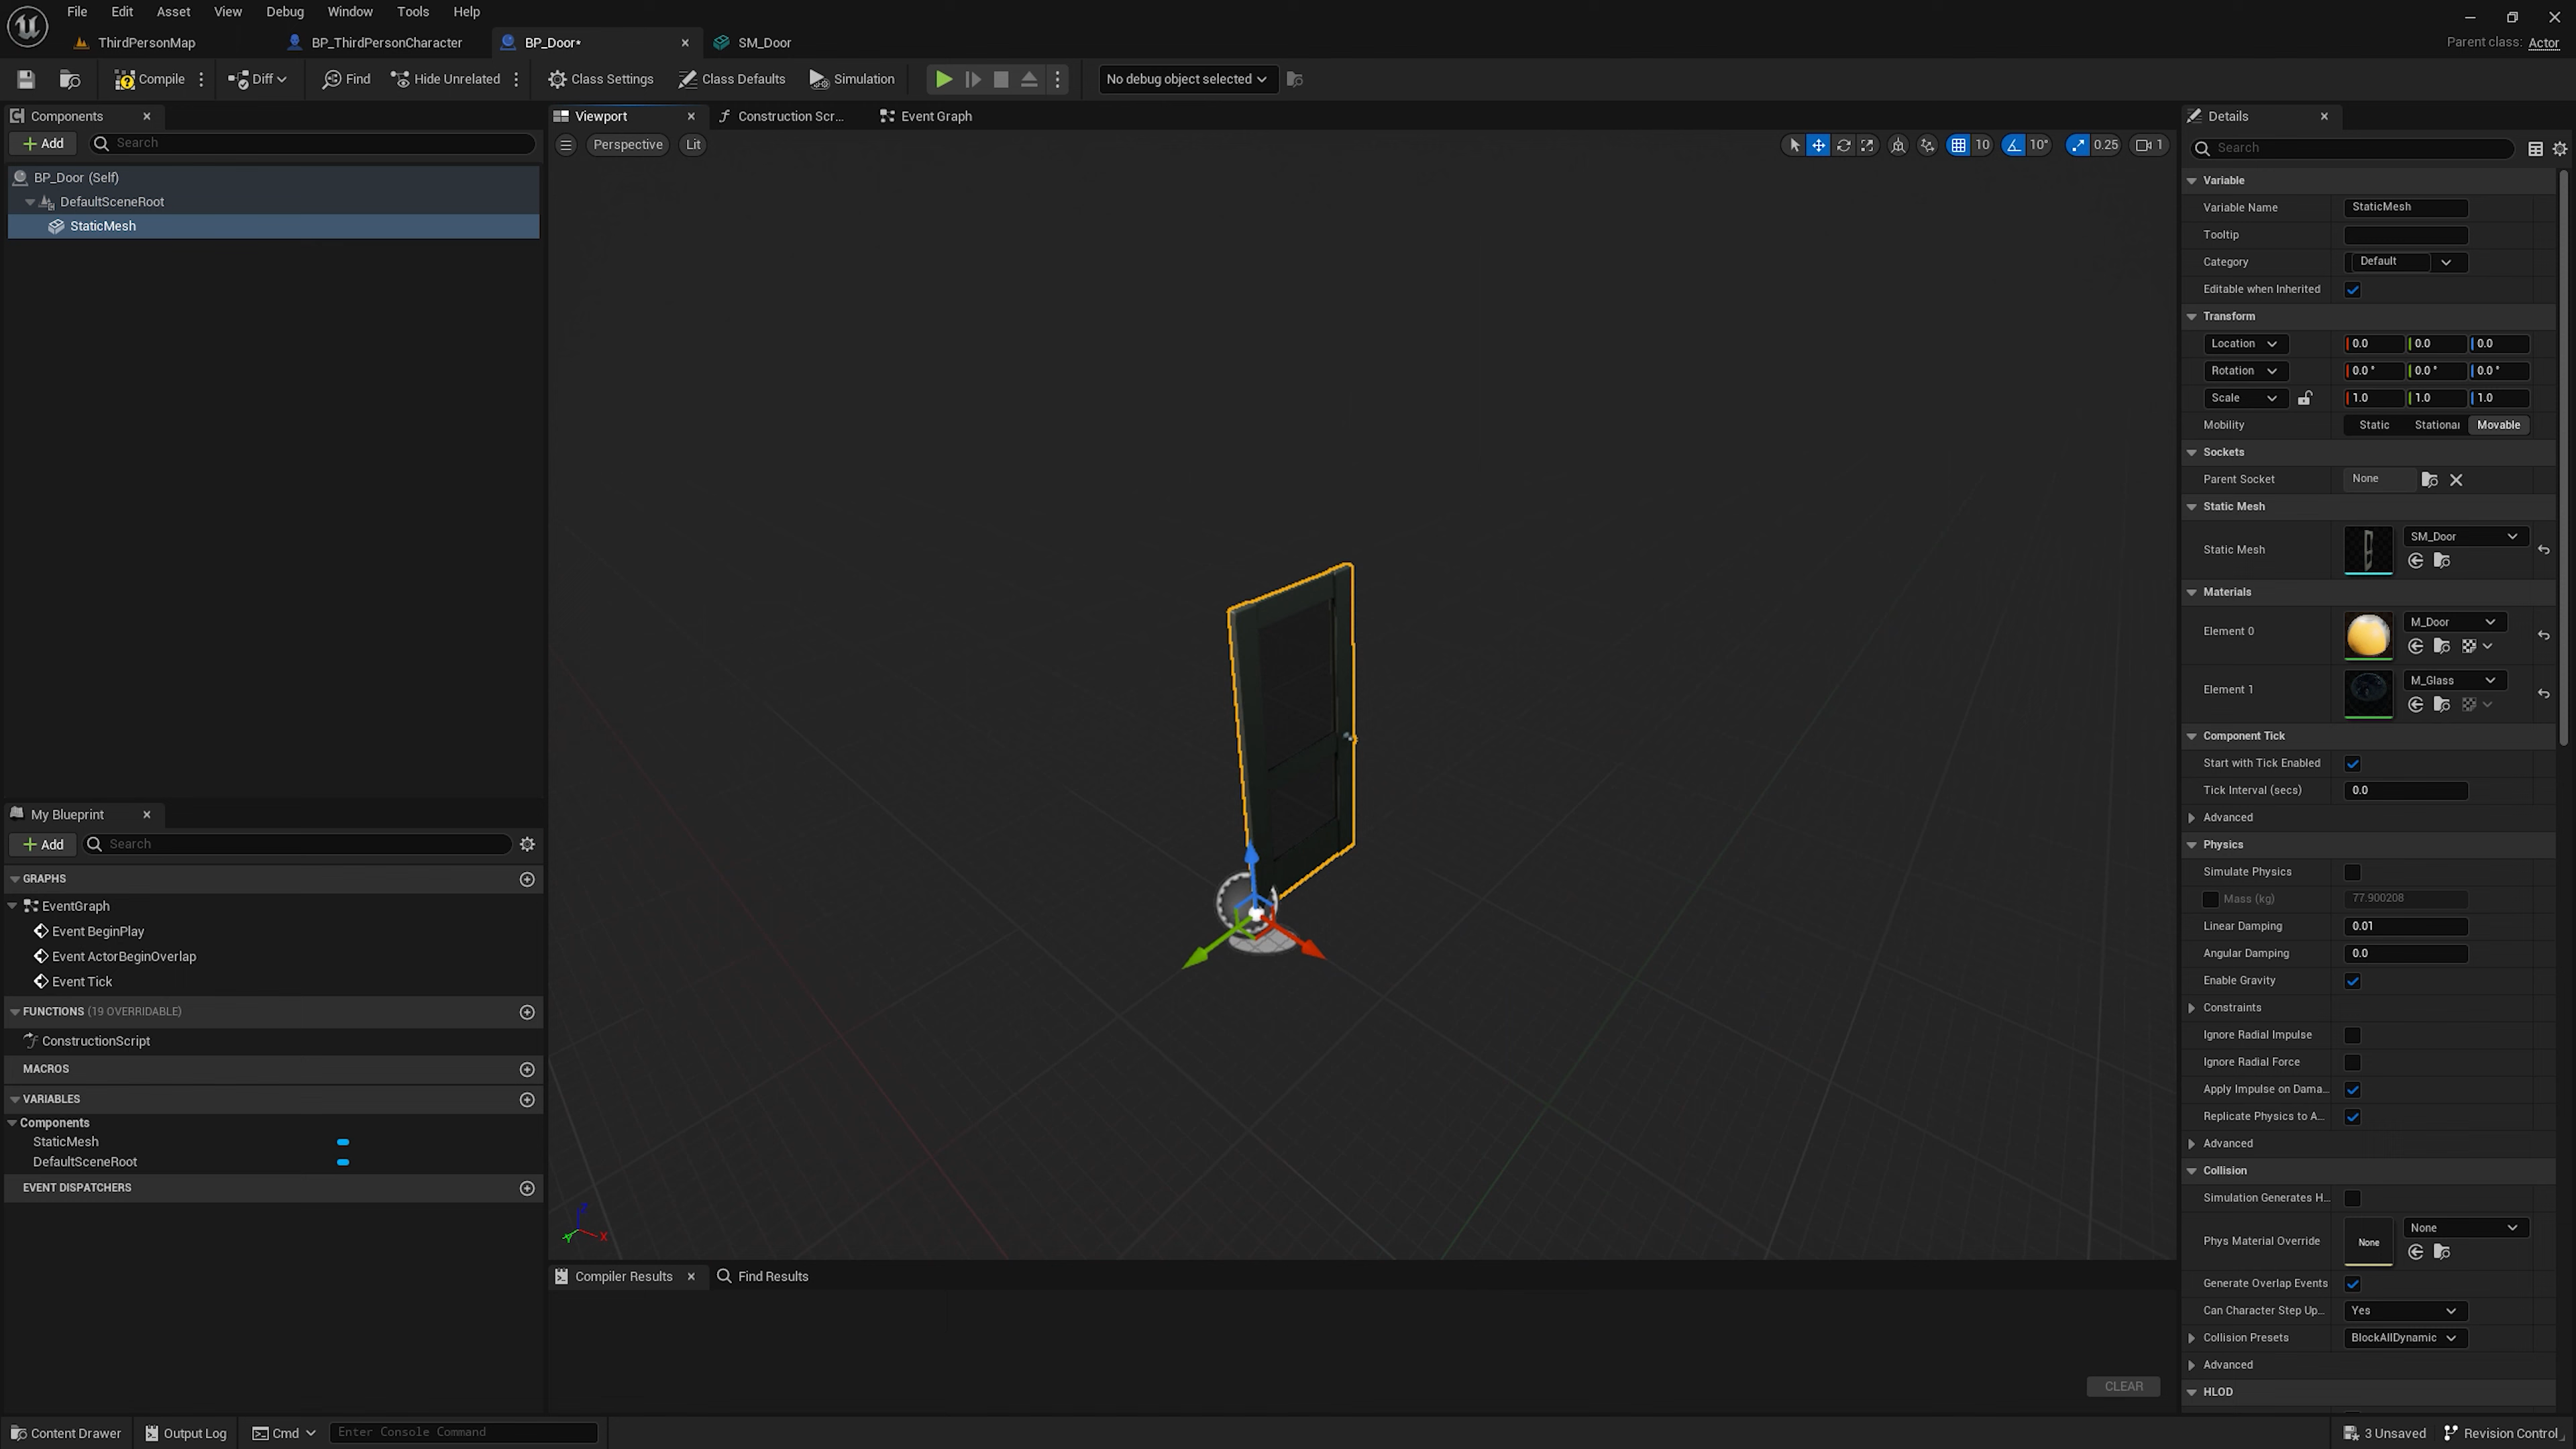 File Edit Asset View Debug Window Tools Help
ThirdPersonMap BP_ThirdPersonCharacter BP_Door* SM_Door Parent class: Actor
Compile Diff Find Hide Unrelated Class Settings Class Defaults Simulation No debug object selected
Components Viewport Construction Scr... Event Graph Details
Add Search Perspective Lit 10 10° 0.25 1 Search
BP_Door (Self)
DefaultSceneRoot
StaticMesh
My Blueprint
Add Search
GRAPHS
EventGraph
Event BeginPlay
Event ActorBeginOverlap
Event Tick
FUNCTIONS (19 OVERRIDABLE)
ConstructionScript
MACROS
VARIABLES
Components
StaticMesh
DefaultSceneRoot
EVENT DISPATCHERS
Z
Y X
Compiler Results Find Results
CLEAR
Variable
Variable Name StaticMesh
Tooltip
Category Default
Editable when Inherited
Transform
Location 0.0 0.0 0.0
Rotation 0.0° 0.0° 0.0°
Scale 1.0 1.0 1.0
Mobility Static Stationar Movable
Sockets
Parent Socket None
Static Mesh
Static Mesh SM_Door
Materials
Element 0 M_Door
Element 1 M_Glass
Component Tick
Start with Tick Enabled
Tick Interval (secs) 0.0
Advanced
Physics
Simulate Physics
Mass (kg) 77.900208
Linear Damping 0.01
Angular Damping 0.0
Enable Gravity
Constraints
Ignore Radial Impulse
Ignore Radial Force
Apply Impulse on Dama...
Replicate Physics to A...
Advanced
Collision
Simulation Generates H...
Phys Material Override None None
Generate Overlap Events
Can Character Step Up... Yes
Collision Presets BlockAllDynamic
Advanced
HLOD
Content Drawer Output Log Cmd Enter Console Command 3 Unsaved Revision Control